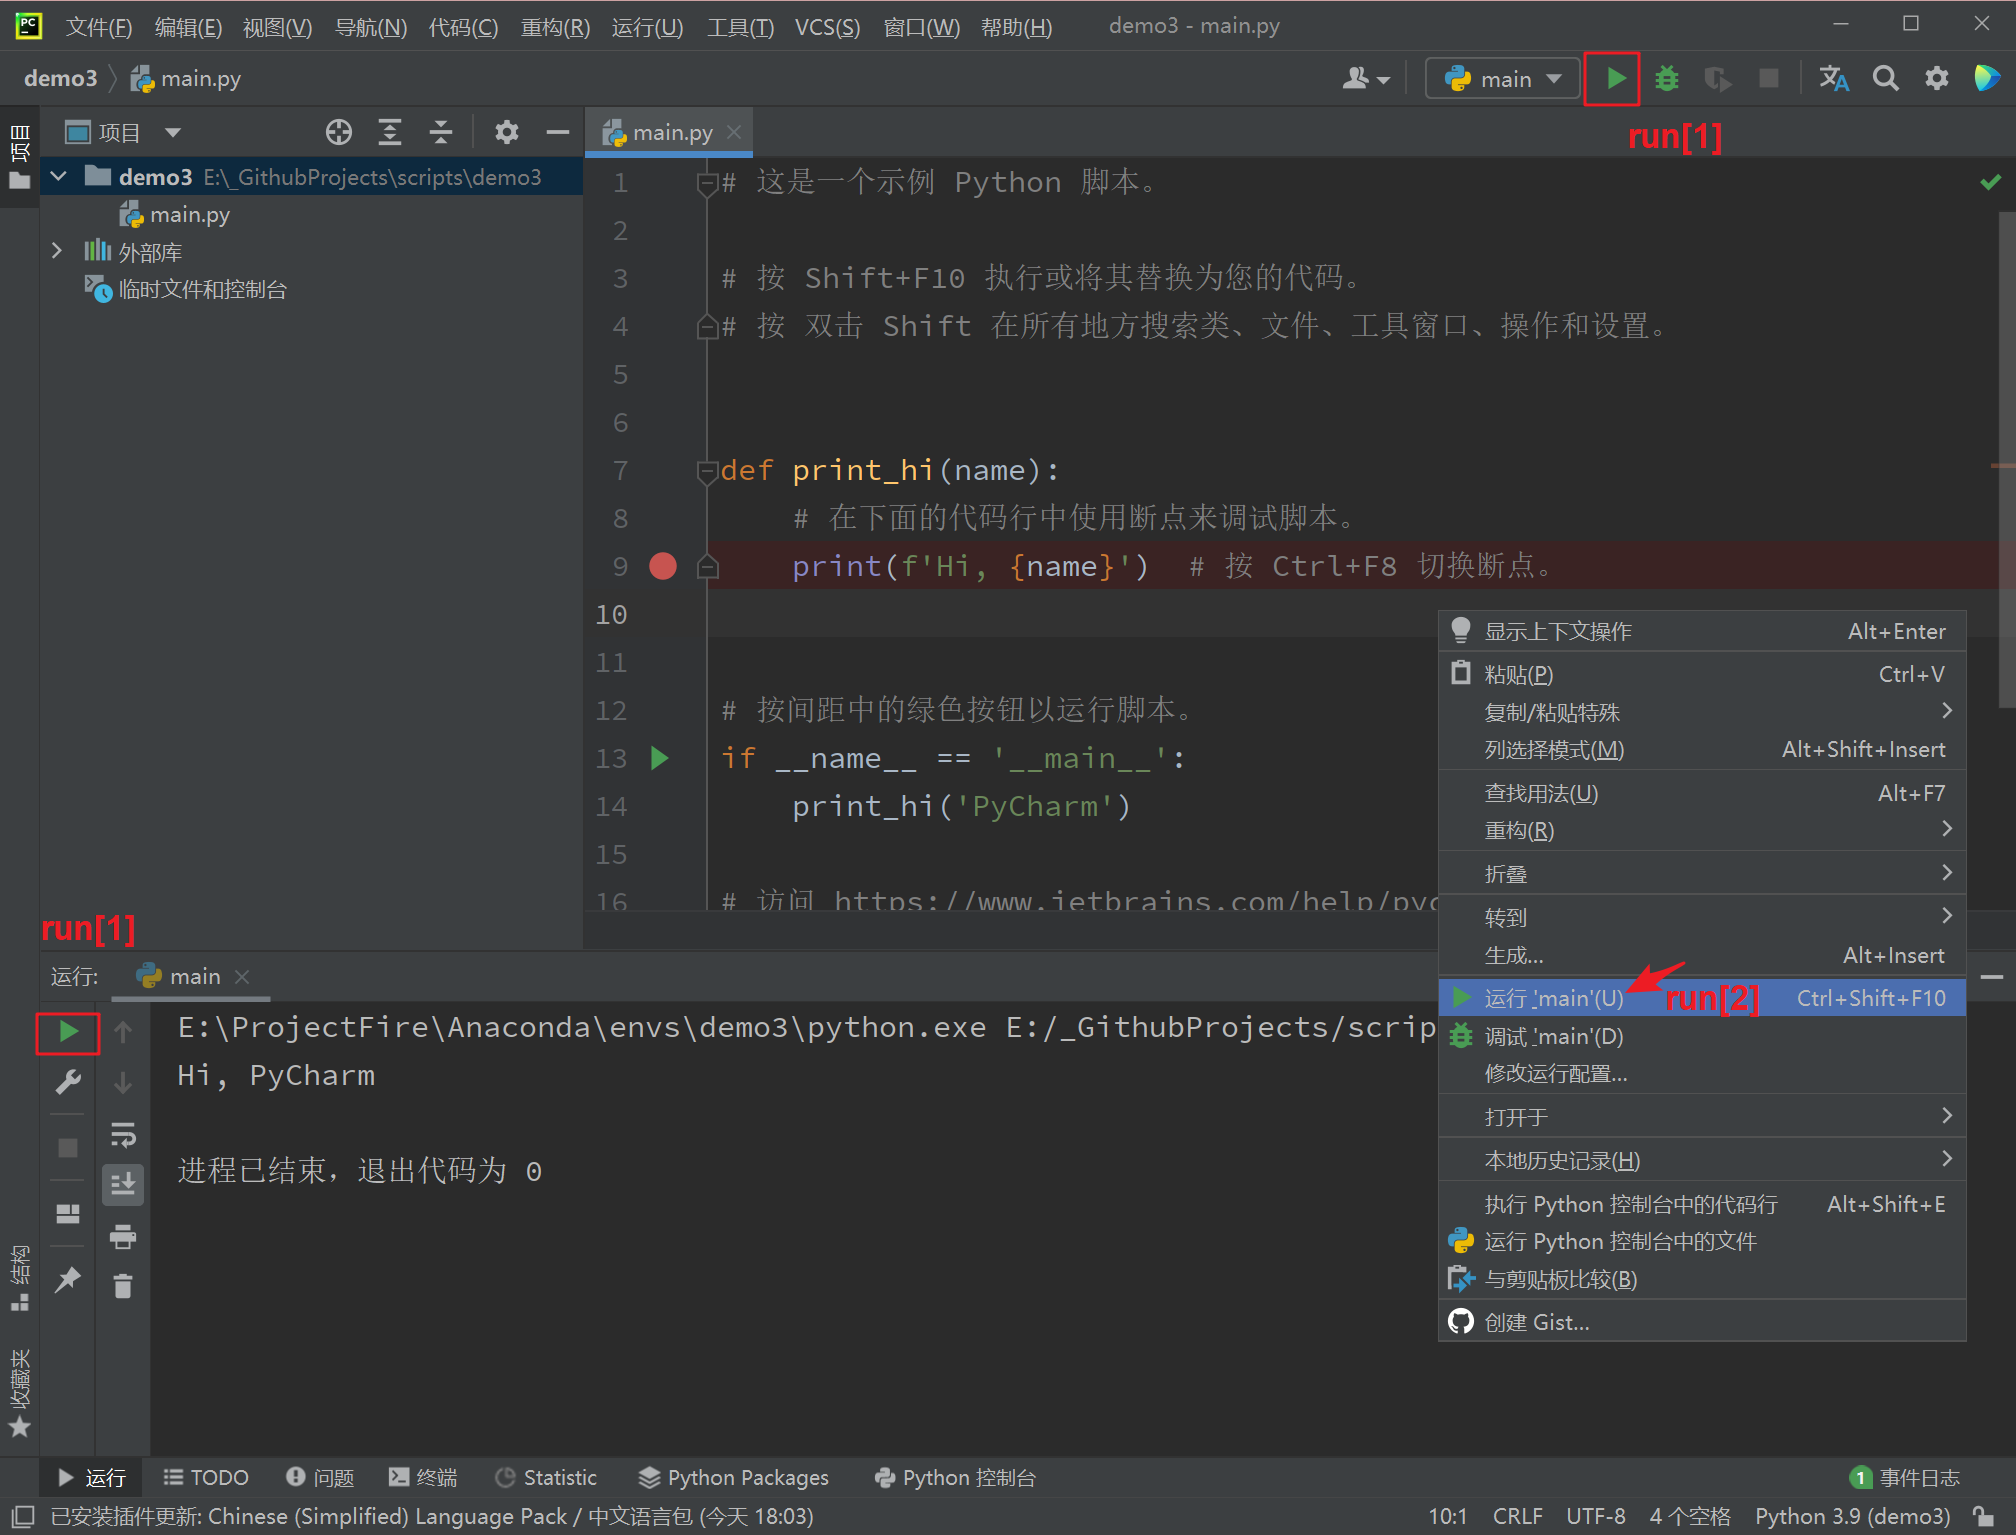 PC 文件(F) 编辑(E) 视图(V) 导航(N) 代码(C) 重构(R) 运行(U) 工具(T) VCS(S) 窗口(W) 帮助(H) demo3 - main.py
demo3 main.py main
run[1]
项目
项目
main.py
demo3 E:\_GithubProjects\scripts\demo3
main.py
外部库
临时文件和控制台
1 # 这是一个示例 Python 脚本。
2
3 # 按 Shift+F10 执行或将其替换为您的代码。
4 # 按 双击 Shift 在所有地方搜索类、文件、工具窗口、操作和设置。
5
6
7 def print_hi(name):
8 # 在下面的代码行中使用断点来调试脚本。
9 print(f'Hi, {name}')  # 按 Ctrl+F8 切换断点。
10
11
12 # 按间距中的绿色按钮以运行脚本。
13 if __name__ == '__main__':
14 print_hi('PyCharm')
15
16 # 访问 https://www.jetbrains.com/help/pyc
显示上下文操作 Alt+Enter
粘贴(P) Ctrl+V
复制/粘贴特殊
列选择模式(M) Alt+Shift+Insert
查找用法(U) Alt+F7
重构(R)
折叠
转到
生成... Alt+Insert
运行 'main'(U) run[2] Ctrl+Shift+F10
调试 'main'(D)
修改运行配置...
打开于
本地历史记录(H)
执行 Python 控制台中的代码行 Alt+Shift+E
运行 Python 控制台中的文件
与剪贴板比较(B)
创建 Gist...
run[1]
运行: main
E:\ProjectFire\Anaconda\envs\demo3\python.exe E:/_GithubProjects/scrip
Hi, PyCharm
进程已结束，退出代码为 0
结构
收藏夹
运行 TODO 问题 终端 Statistic Python Packages Python 控制台 1 事件日志
已安装插件更新: Chinese (Simplified) Language Pack / 中文语言包 (今天 18:03) 10:1 CRLF UTF-8 4 个空格 Python 3.9 (demo3)